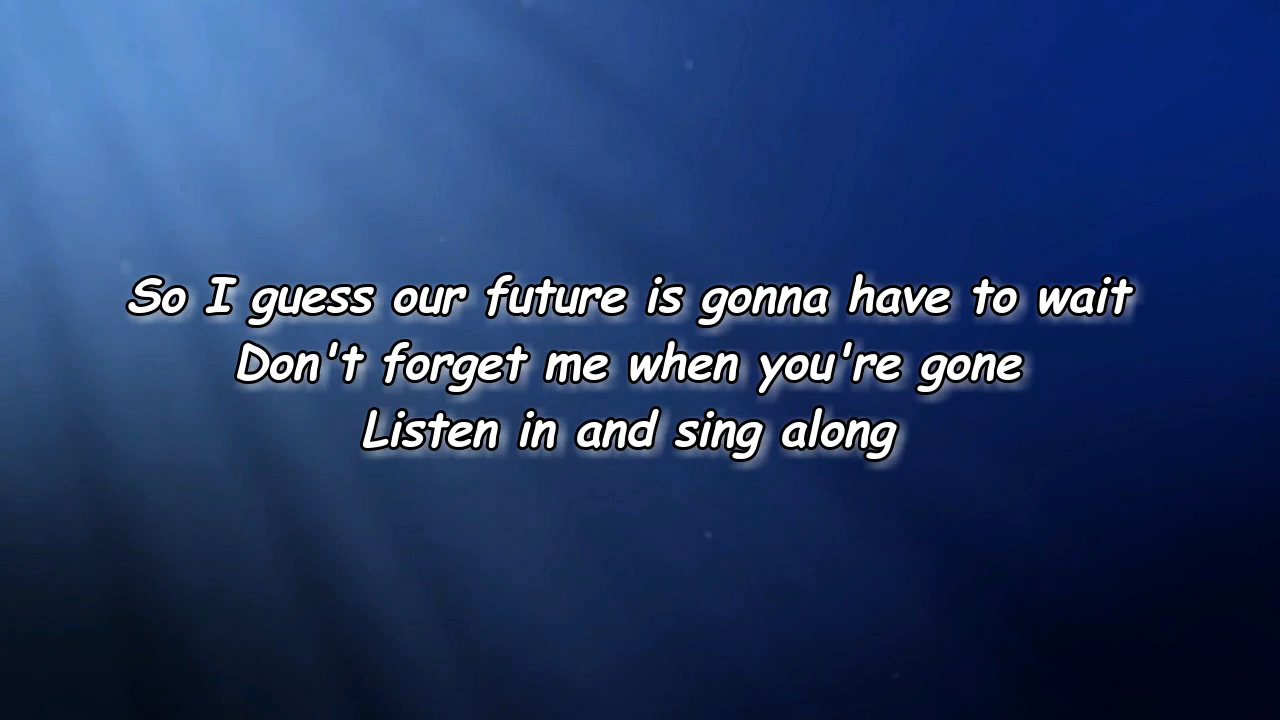 So I guess our future is gonna have to wait
Don't forget me when you're gone
Listen in and sing along